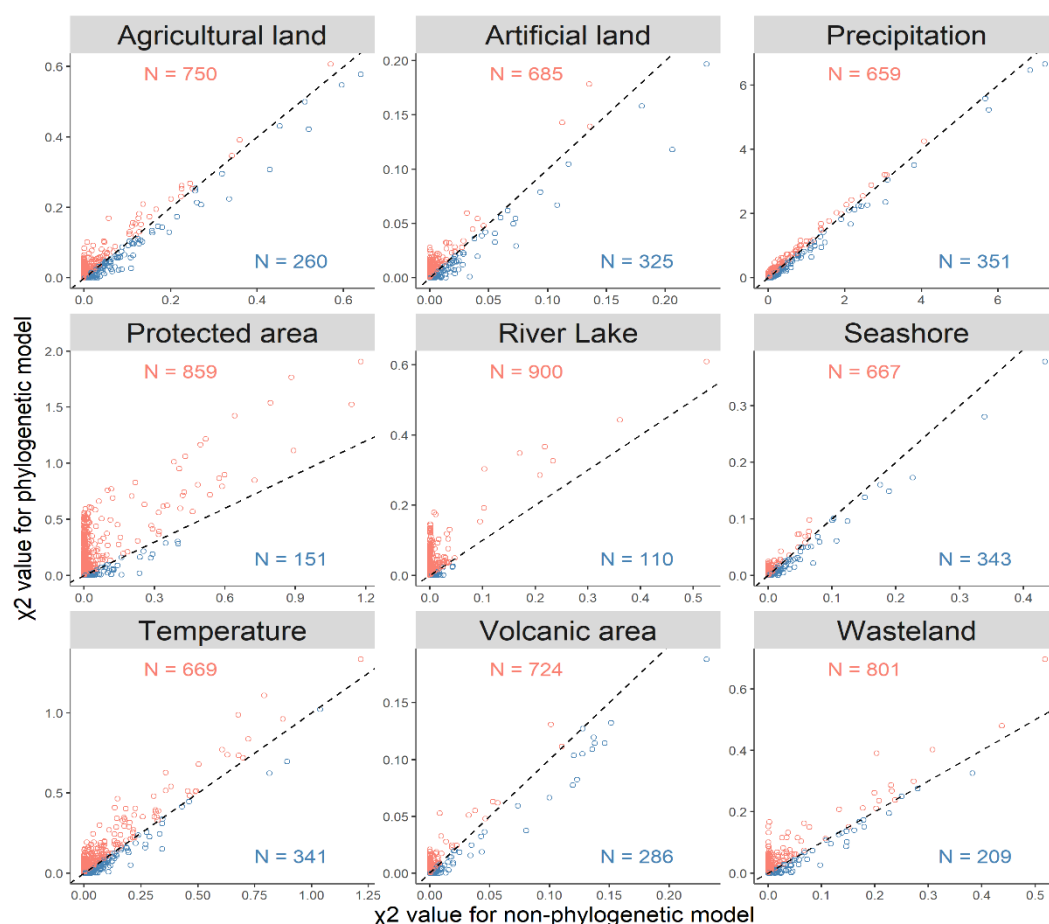 Agricultural land
Artificial land
Precipitation
N = 750
N = 260
0.6
0.4
0.2
0.0
0.0 0.2 0.4 0.6
N = 685
N = 325
0.20
0.15
0.10
0.05
0.00
0.00 0.05 0.10 0.15 0.20
N = 659
N = 351
6
4
2
0
0 2 4 6
Protected area
River Lake
Seashore
N = 859
N = 151
2.0
1.5
1.0
0.5
0.0
0.0 0.3 0.6 0.9 1.2
N = 900
N = 110
0.6
0.4
0.2
0.0
0.0 0.1 0.2 0.3 0.4 0.5
N = 667
N = 343
0.3
0.2
0.1
0.0
0.0 0.1 0.2 0.3 0.4
Temperature
Volcanic area
Wasteland
N = 669
N = 341
1.0
0.5
0.0
0.00 0.25 0.50 0.75 1.00 1.25
N = 724
N = 286
0.15
0.10
0.05
0.00
0.00 0.05 0.10 0.15 0.20
N = 801
N = 209
0.6
0.4
0.2
0.0
0.0 0.1 0.2 0.3 0.4 0.5
χ2 value for phylogenetic model
χ2 value for non-phylogenetic model